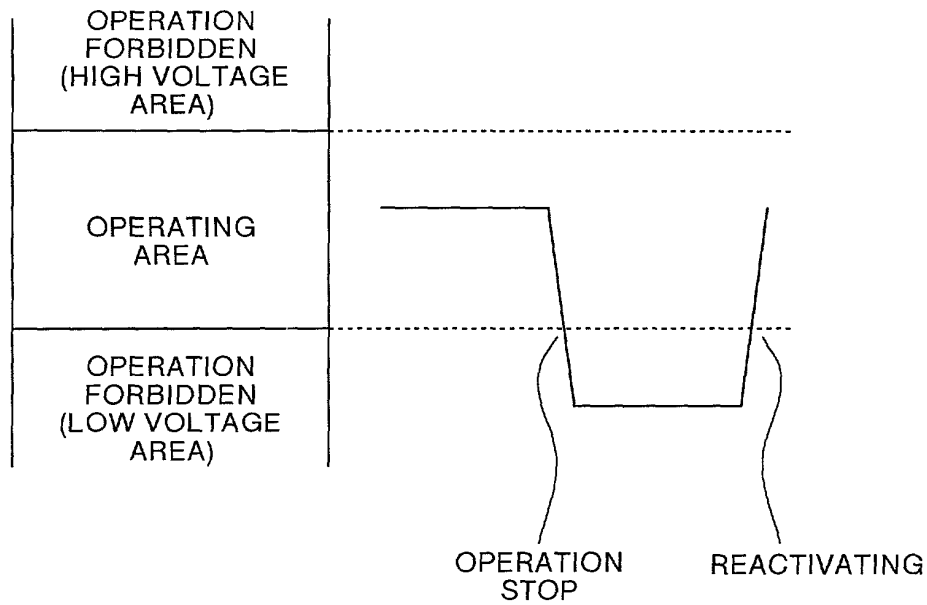 OPERATION
FORBIDDEN
(HIGH VOLTAGE
AREA)
OPERATING
AREA
OPERATION
FORBIDDEN
(LOW VOLTAGE
AREA)
OPERATION
STOP
REACTIVATING